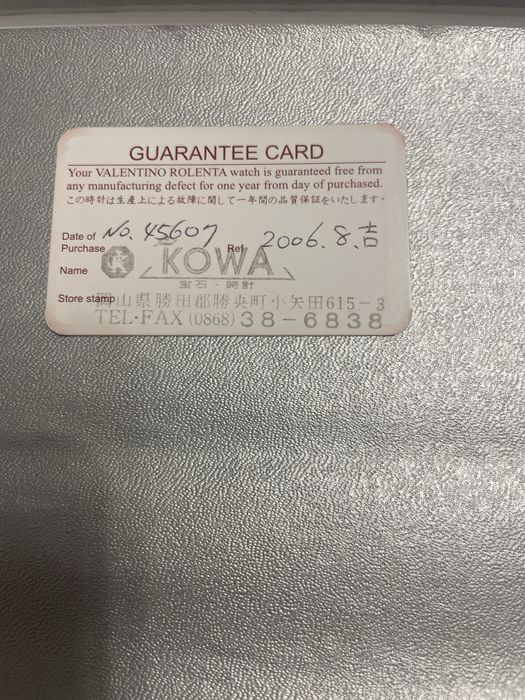 GUARANTEE CARD
Your VALENTINO ROLENTA watch is guaranteed free from
any manufacturing defect for one year from day of purchased.
この時計は生産上による故障に関して一年間の品質保証をいたします。
Date of Purchase No. 45607 Ref. 2006.8.吉
Name KOWA
宝石・時計
Store stamp 岡山県勝田郡勝央町小矢田615-3
TEL・FAX (0868) 38-6838